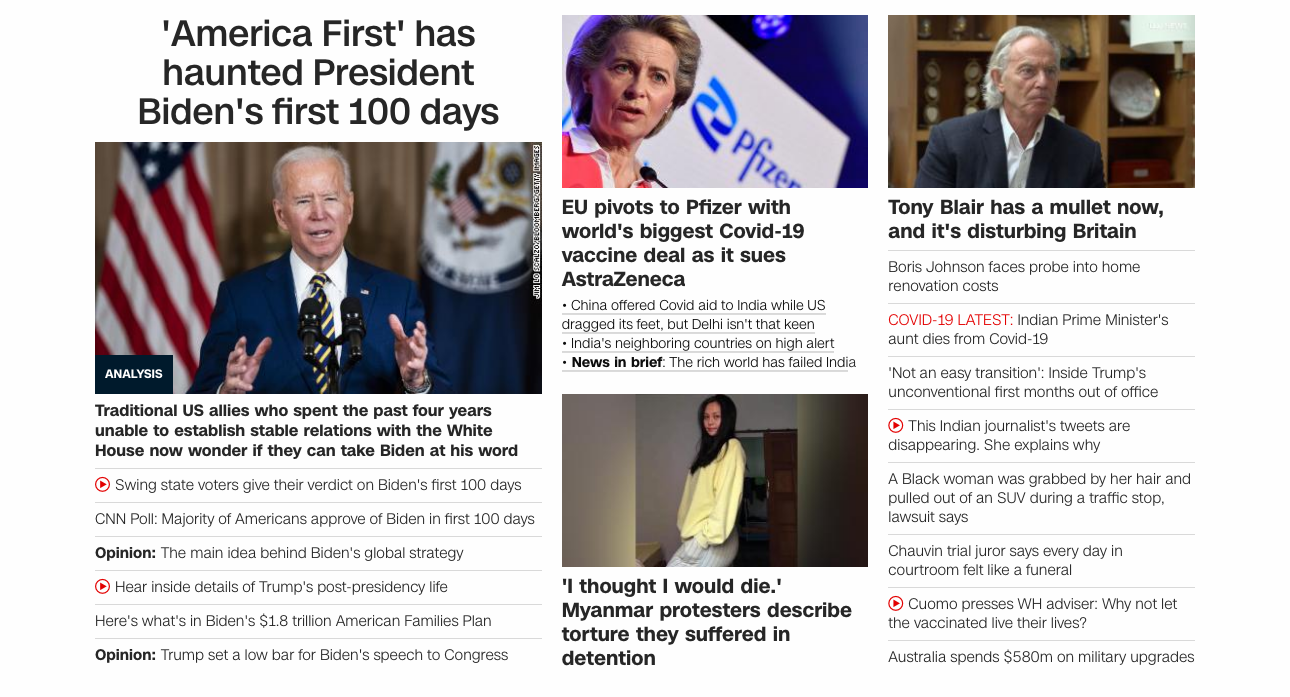 'America First' has
haunted President
Biden's first 100 days
JIM LO SCALZO/BLOOMBERG/GETTY IMAGES
ANALYSIS
Traditional US allies who spent the past four years
unable to establish stable relations with the White
House now wonder if they can take Biden at his word
Swing state voters give their verdict on Biden's first 100 days
CNN Poll: Majority of Americans approve of Biden in first 100 days
Opinion: The main idea behind Biden's global strategy
Hear inside details of Trump's post-presidency life
Here's what's in Biden's $1.8 trillion American Families Plan
Opinion: Trump set a low bar for Biden's speech to Congress
Pfizer
EU pivots to Pfizer with
world's biggest Covid-19
vaccine deal as it sues
AstraZeneca
• China offered Covid aid to India while US
dragged its feet, but Delhi isn't that keen
• India's neighboring countries on high alert
• News in brief: The rich world has failed India
'I thought I would die.'
Myanmar protesters describe
torture they suffered in
detention
Tony Blair has a mullet now,
and it's disturbing Britain
Boris Johnson faces probe into home
renovation costs
COVID-19 LATEST: Indian Prime Minister's
aunt dies from Covid-19
'Not an easy transition': Inside Trump's
unconventional first months out of office
This Indian journalist's tweets are
disappearing. She explains why
A Black woman was grabbed by her hair and
pulled out of an SUV during a traffic stop,
lawsuit says
Chauvin trial juror says every day in
courtroom felt like a funeral
Cuomo presses WH adviser: Why not let
the vaccinated live their lives?
Australia spends $580m on military upgrades